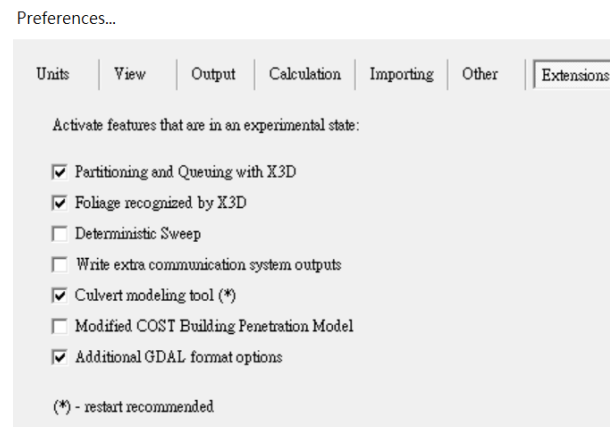 Preferences...
Units View Output Calculation Importing Other Extensions
Activate features that are in an experimental state:
Partitioning and Queuing with X3D
Foliage recognized by X3D
Deterministic Sweep
Write extra communication system outputs
Culvert modeling tool (*)
Modified COST Building Penetration Model
Additional GDAL format options
(*) - restart recommended